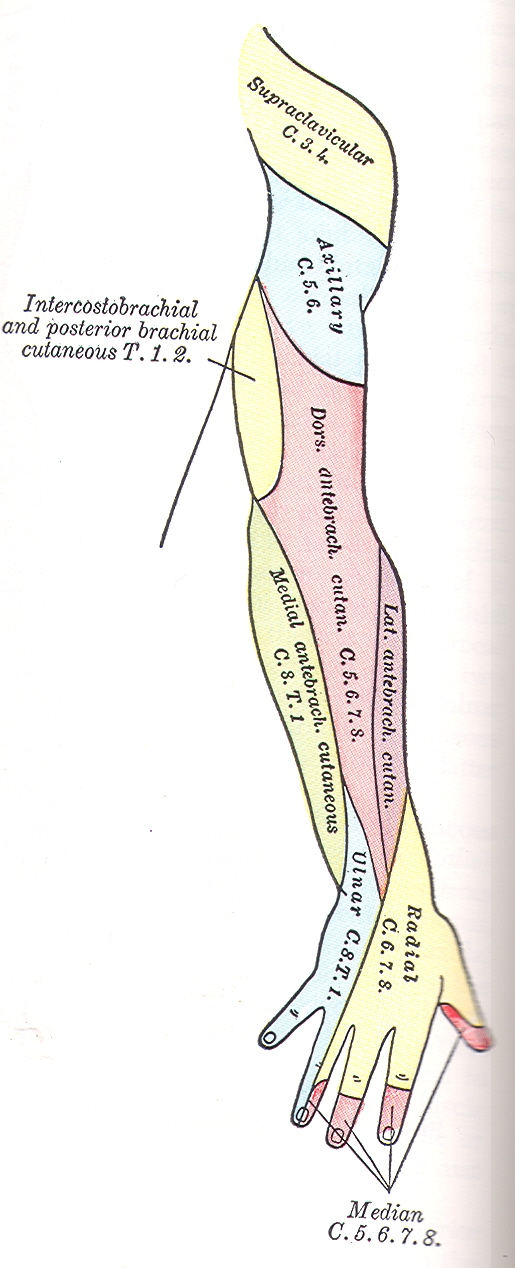 Supraclavicular
C. 3. 4.
Axillary
C. 5. 6.
Intercostobrachial
and posterior brachial
cutaneous T. 1. 2.
Dors. antebrach. cutan. C. 5. 6. 7. 8.
Lat. antebrach. cutan.
Medial antebrach. cutaneous
C. 8. T. 1
Ulnar C. 8. T. 1.
Radial
C. 6. 7. 8.
Median
C. 5. 6. 7. 8.